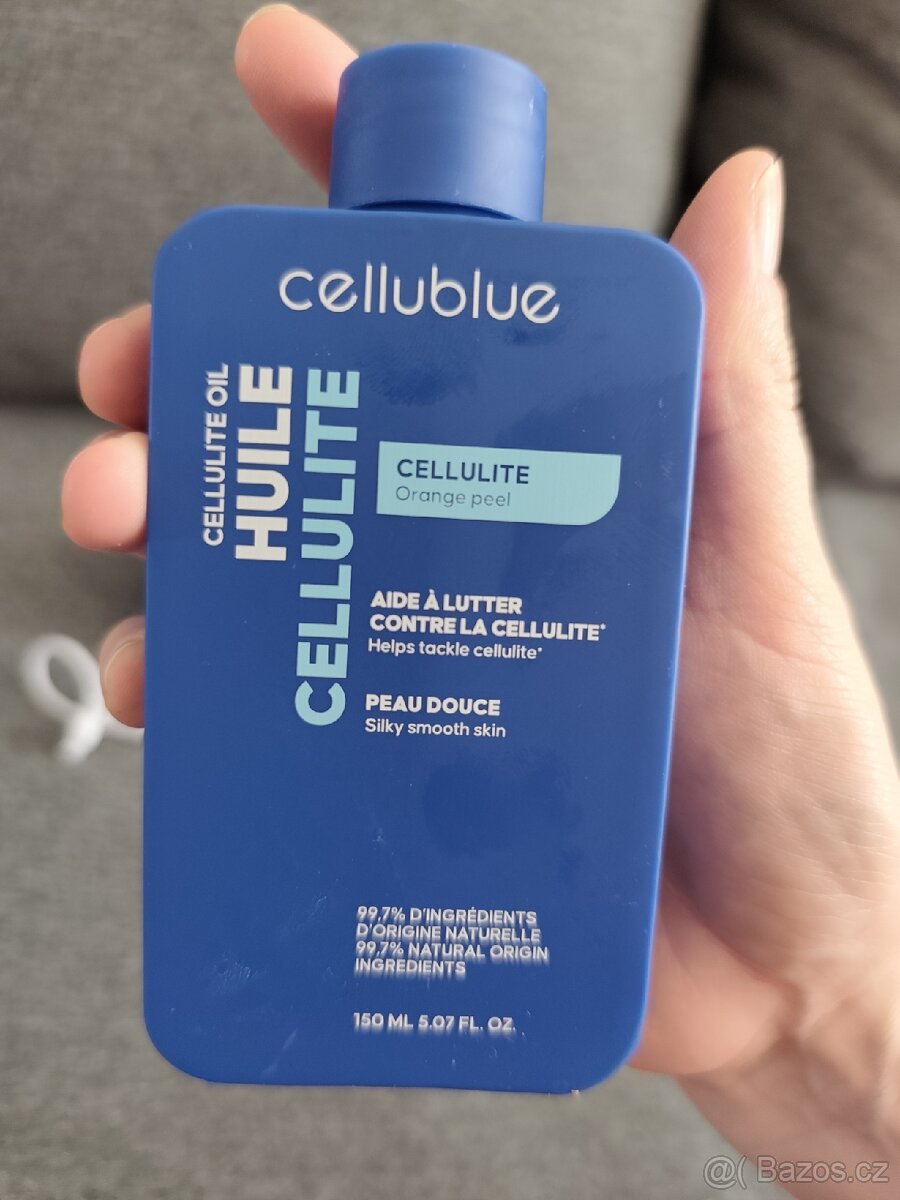 cellublue
CELLULITE OIL
HUILE
CELLULITE
CELLULITE
Orange peel
AIDE À LUTTER
CONTRE LA CELLULITE*
Helps tackle cellulite*
PEAU DOUCE
Silky smooth skin
99,7% D'INGRÉDIENTS
D'ORIGINE NATURELLE
99,7% NATURAL ORIGIN
INGREDIENTS
150 ML 5.07 FL. OZ.
@( Bazos.cz